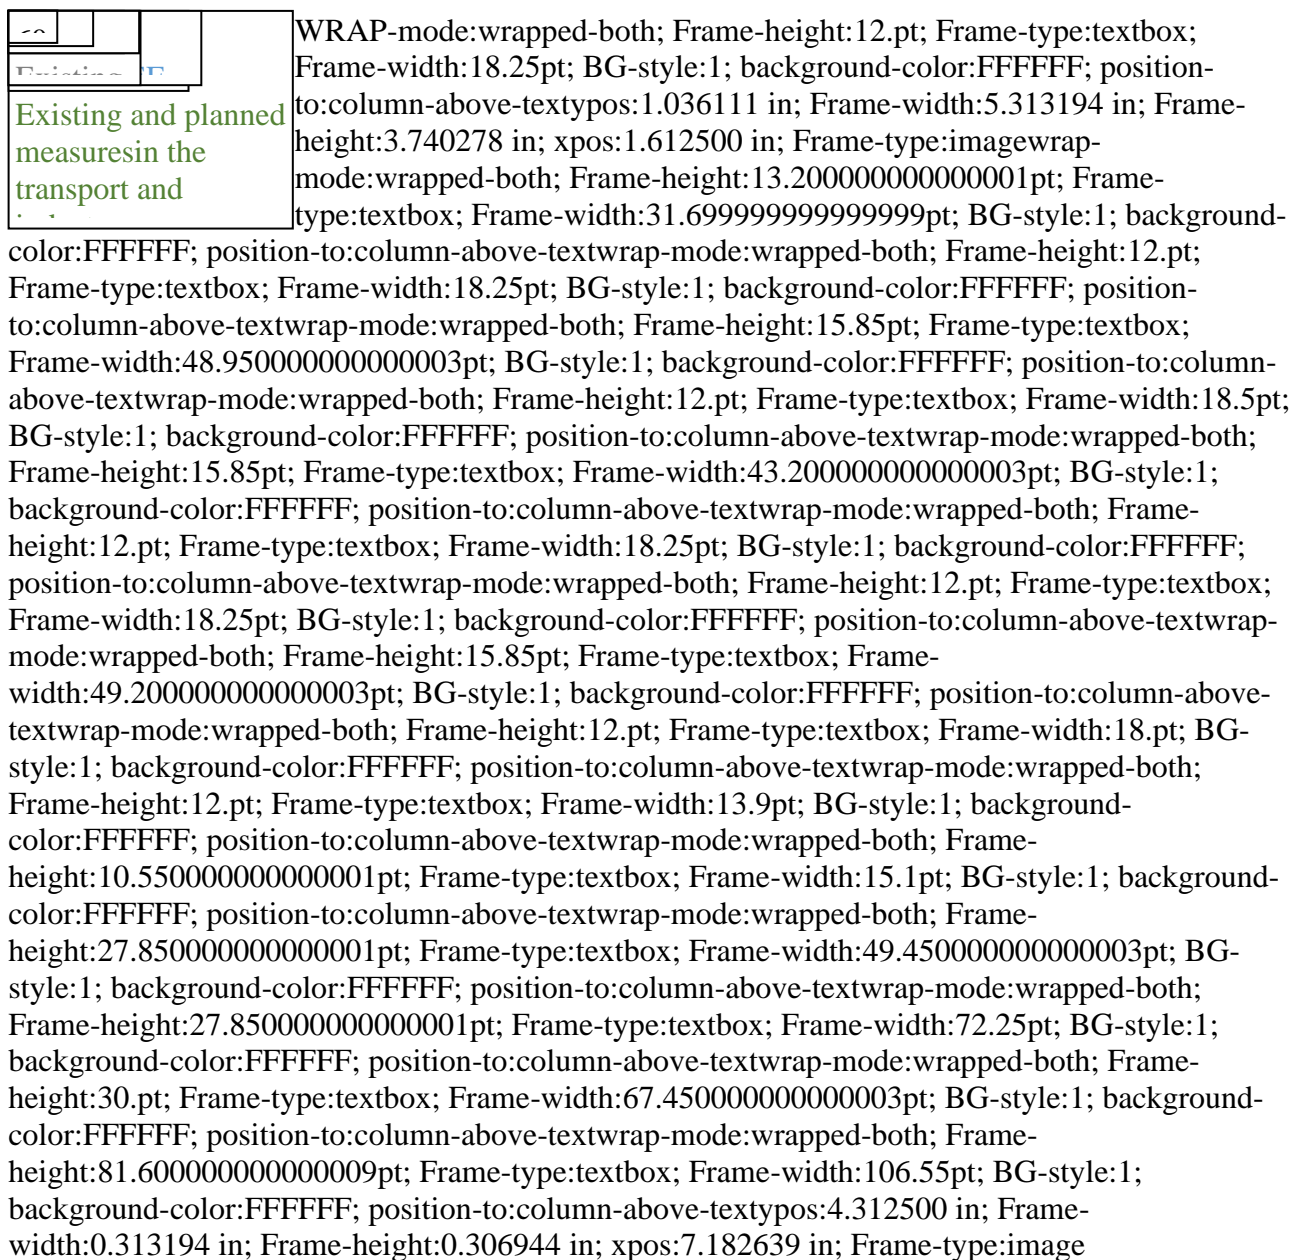 Existing and planned
measuresin the
transport and
WRAP-mode:wrapped-both; Frame-height:12.pt; Frame-type:textbox;
Frame-width:18.25pt; BG-style:1; background-color:FFFFFF; position-
to:column-above-textypos:1.036111 in; Frame-width:5.313194 in; Frame-
height:3.740278 in; xpos:1.612500 in; Frame-type:imagewrap-
mode:wrapped-both; Frame-height:13.200000000000001pt; Frame-
type:textbox; Frame-width:31.699999999999999pt; BG-style:1; background-
color:FFFFFF; position-to:column-above-textwrap-mode:wrapped-both; Frame-height:12.pt;
Frame-type:textbox; Frame-width:18.25pt; BG-style:1; background-color:FFFFFF; position-
to:column-above-textwrap-mode:wrapped-both; Frame-height:15.85pt; Frame-type:textbox;
Frame-width:48.9500000000000003pt; BG-style:1; background-color:FFFFFF; position-to:column-
above-textwrap-mode:wrapped-both; Frame-height:12.pt; Frame-type:textbox; Frame-width:18.5pt;
BG-style:1; background-color:FFFFFF; position-to:column-above-textwrap-mode:wrapped-both;
Frame-height:15.85pt; Frame-type:textbox; Frame-width:43.200000000000003pt; BG-style:1;
background-color:FFFFFF; position-to:column-above-textwrap-mode:wrapped-both; Frame-
height:12.pt; Frame-type:textbox; Frame-width:18.25pt; BG-style:1; background-color:FFFFFF;
position-to:column-above-textwrap-mode:wrapped-both; Frame-height:12.pt; Frame-type:textbox;
Frame-width:18.25pt; BG-style:1; background-color:FFFFFF; position-to:column-above-textwrap-
mode:wrapped-both; Frame-height:15.85pt; Frame-type:textbox; Frame-
width:49.200000000000003pt; BG-style:1; background-color:FFFFFF; position-to:column-above-
textwrap-mode:wrapped-both; Frame-height:12.pt; Frame-type:textbox; Frame-width:18.pt; BG-
style:1; background-color:FFFFFF; position-to:column-above-textwrap-mode:wrapped-both;
Frame-height:12.pt; Frame-type:textbox; Frame-width:13.9pt; BG-style:1; background-
color:FFFFFF; position-to:column-above-textwrap-mode:wrapped-both; Frame-
height:10.550000000000001pt; Frame-type:textbox; Frame-width:15.1pt; BG-style:1; background-
color:FFFFFF; position-to:column-above-textwrap-mode:wrapped-both; Frame-
height:27.850000000000001pt; Frame-type:textbox; Frame-width:49.450000000000003pt; BG-
style:1; background-color:FFFFFF; position-to:column-above-textwrap-mode:wrapped-both;
Frame-height:27.850000000000001pt; Frame-type:textbox; Frame-width:72.25pt; BG-style:1;
background-color:FFFFFF; position-to:column-above-textwrap-mode:wrapped-both; Frame-
height:30.pt; Frame-type:textbox; Frame-width:67.450000000000003pt; BG-style:1; background-
color:FFFFFF; position-to:column-above-textwrap-mode:wrapped-both; Frame-
height:81.600000000000009pt; Frame-type:textbox; Frame-width:106.55pt; BG-style:1;
background-color:FFFFFF; position-to:column-above-textypos:4.312500 in; Frame-
width:0.313194 in; Frame-height:0.306944 in; xpos:7.182639 in; Frame-type:image